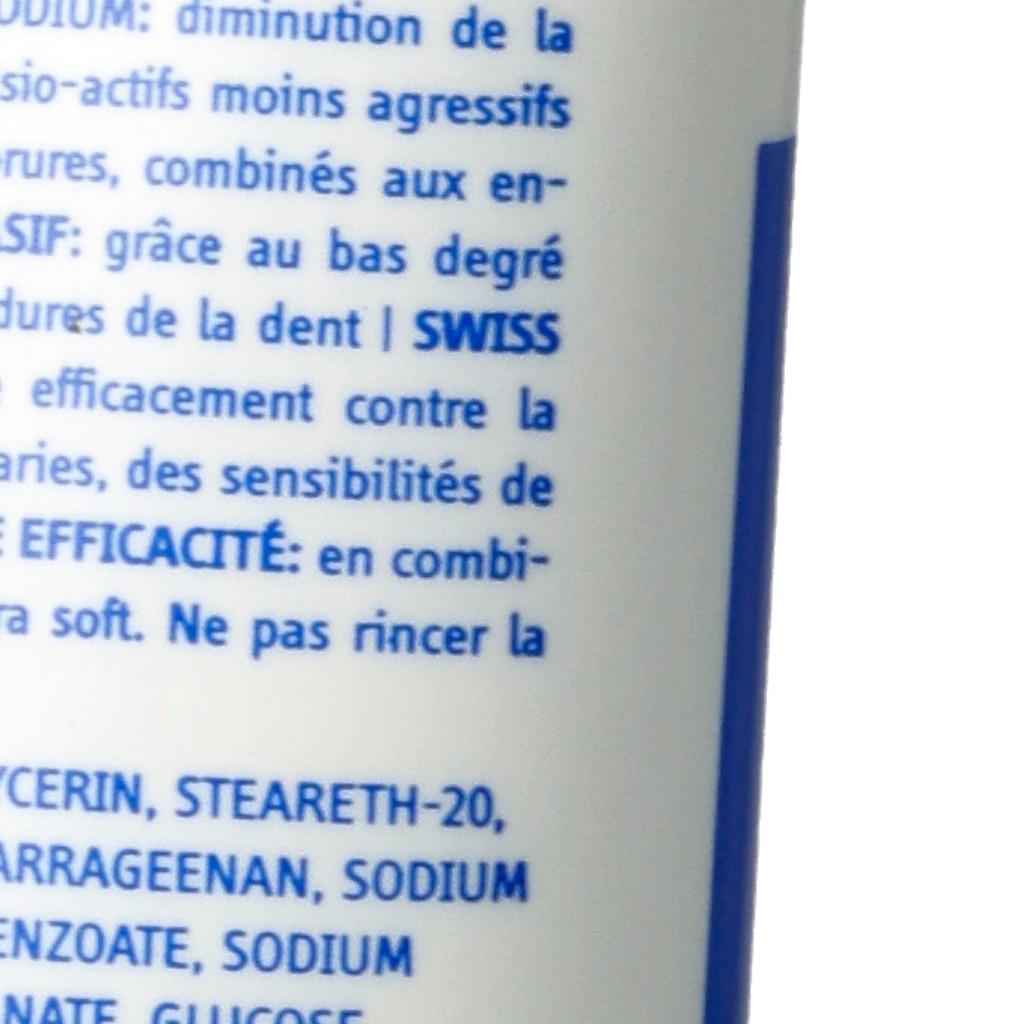 ODIUM: diminution de la
sio-actifs moins agressifs
rures, combinés aux en-
SIF: grâce au bas degré
dures de la dent | SWISS
efficacement contre la
aries, des sensibilités de
EFFICACITÉ: en combi-
ra soft. Ne pas rincer la
YCERIN, STEARETH-20,
ARRAGEENAN, SODIUM
ENZOATE, SODIUM
NATE, GLUCOSE